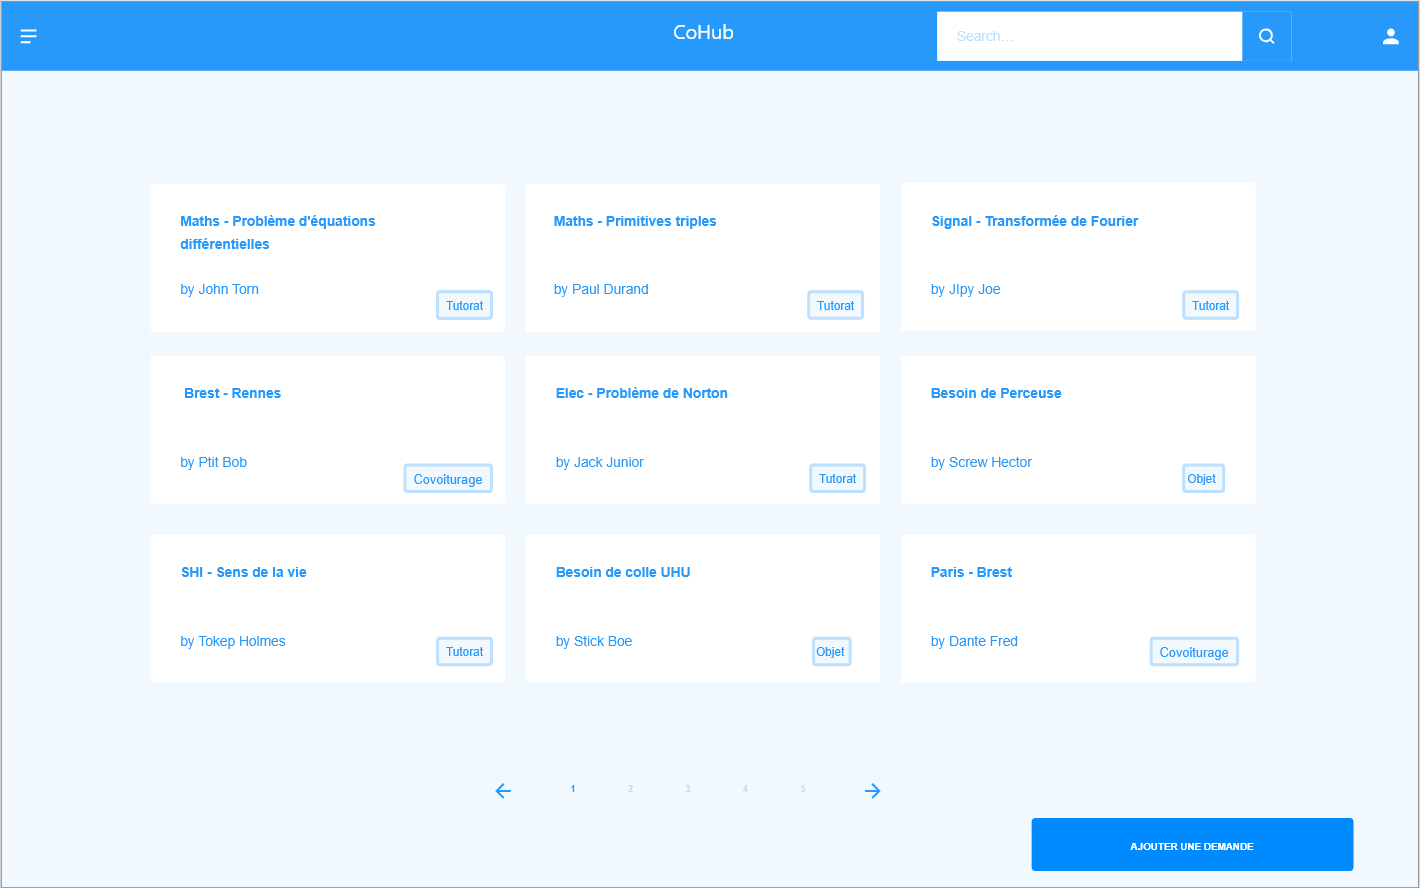 CoHub
Search...
Maths - Problème d'équations
différentielles
by John Torn
Tutorat
Maths - Primitives triples
by Paul Durand
Tutorat
Signal - Transformée de Fourier
by JIpy Joe
Tutorat
Brest - Rennes
by Ptit Bob
Covoiturage
Elec - Problème de Norton
by Jack Junior
Tutorat
Besoin de Perceuse
by Screw Hector
Objet
SHI - Sens de la vie
by Tokep Holmes
Tutorat
Besoin de colle UHU
by Stick Boe
Objet
Paris - Brest
by Dante Fred
Covoiturage
1 2 3 4 5
AJOUTER UNE DEMANDE